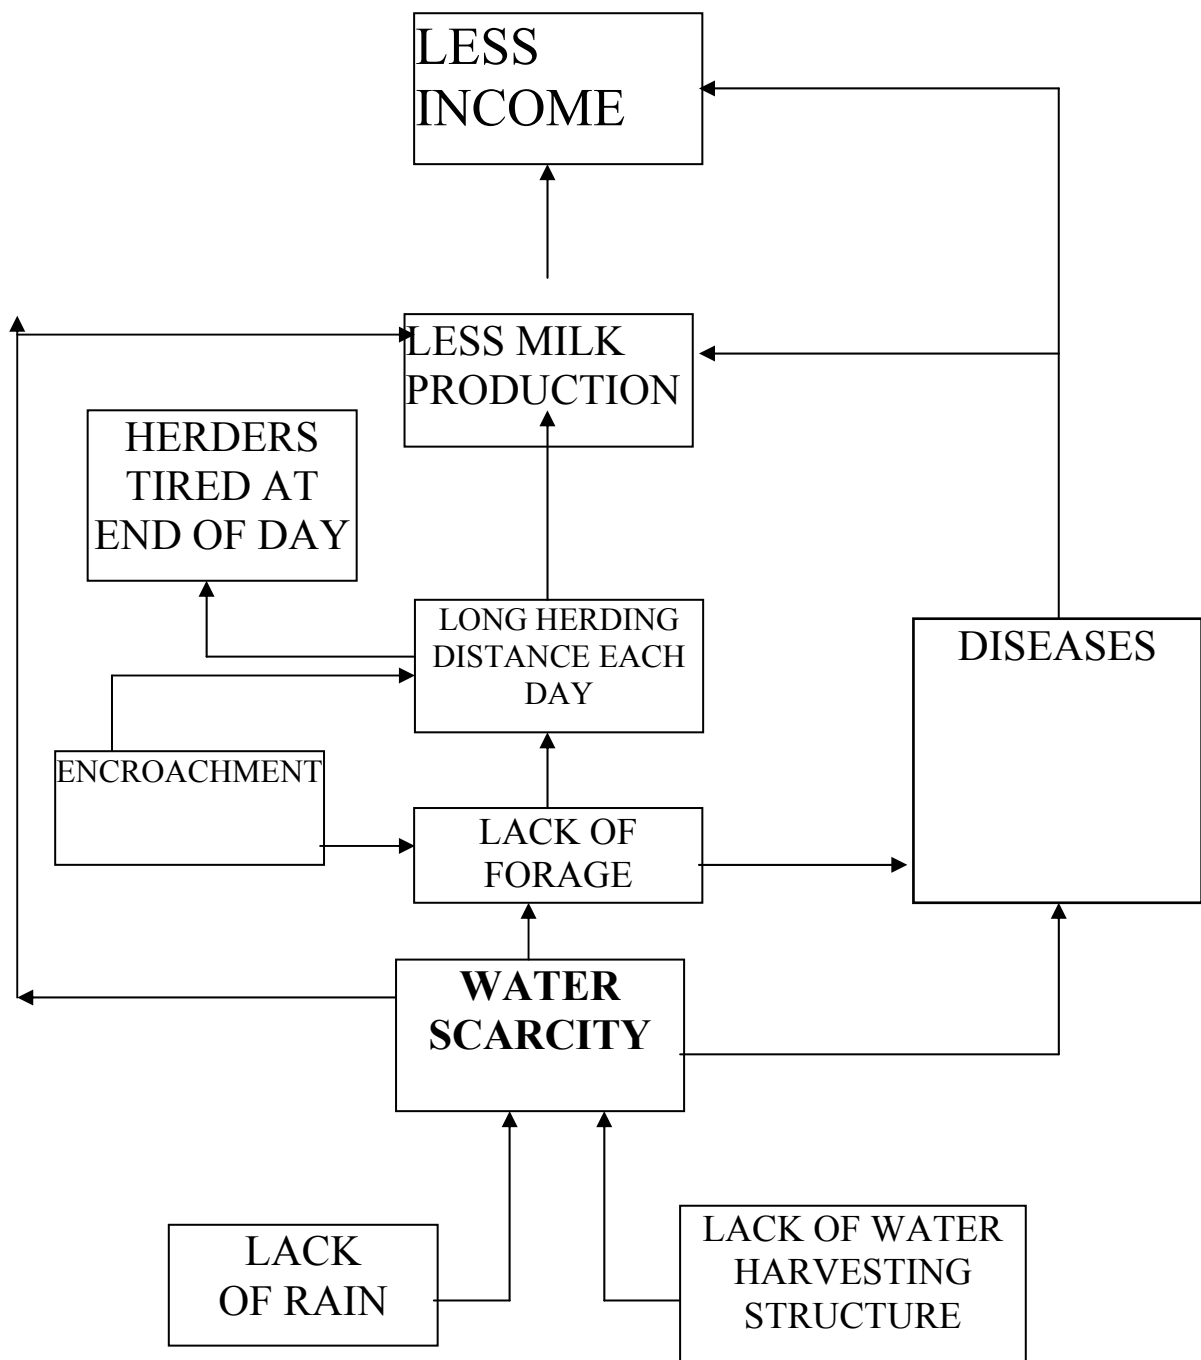 LESS
INCOME
LESS MILK
PRODUCTION
HERDERS
TIRED AT
END OF DAY
LONG HERDING
DISTANCE EACH
DAY
DISEASES
ENCROACHMENT
LACK OF
FORAGE
WATER
SCARCITY
LACK
OF RAIN
LACK OF WATER
HARVESTING
STRUCTURE